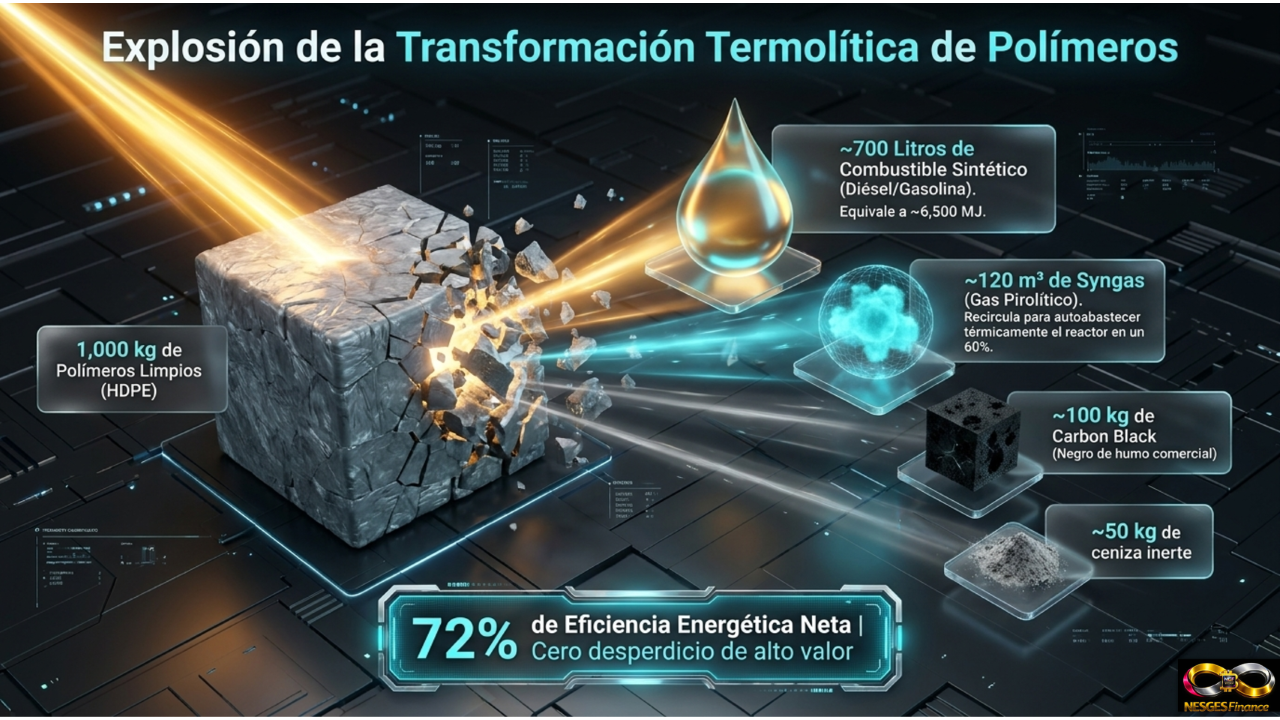 Explosión de la Transformación Termolítica de Polímeros
~700 Litros de
Combustible Sintético
(Diésel/Gasolina).
Equivale a ~6,500 MJ.
~120 m³ de Syngas
(Gas Pirolítico).
Recircula para autoabastecer
térmicamente el reactor en un
60%.
1,000 kg de
Polímeros Limpios
(HDPE)
~100 kg de
Carbon Black
(Negro de humo comercial)
~50 kg de
ceniza inerte
72% de Eficiencia Energética Neta |
Cero desperdicio de alto valor
NESGES Finance